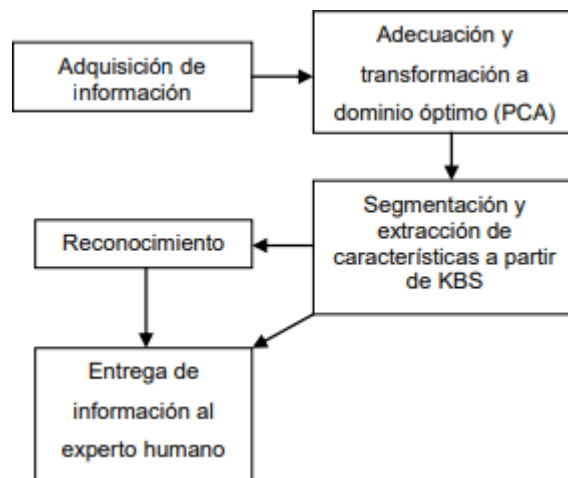 Adquisición de
información
Adecuación y
transformación a
dominio óptimo (PCA)
Segmentación y
extracción de
características a partir
de KBS
Reconocimiento
Entrega de
información al
experto humano